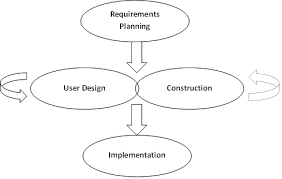 Requirements
Planning
User Design
Construction
Implementation